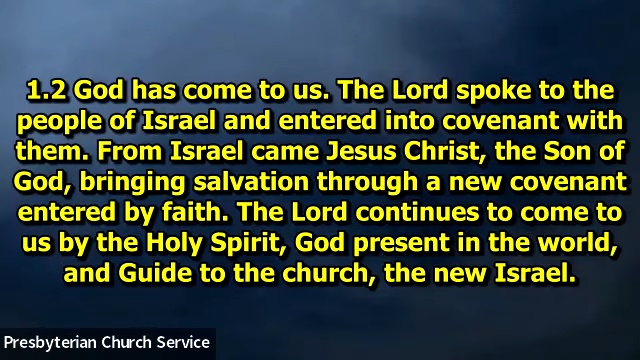 1.2 God has come to us. The Lord spoke to the
people of Israel and entered into covenant with
them. From Israel came Jesus Christ, the Son of
God, bringing salvation through a new covenant
entered by faith. The Lord continues to come to
us by the Holy Spirit, God present in the world,
and Guide to the church, the new Israel.
Presbyterian Church Service